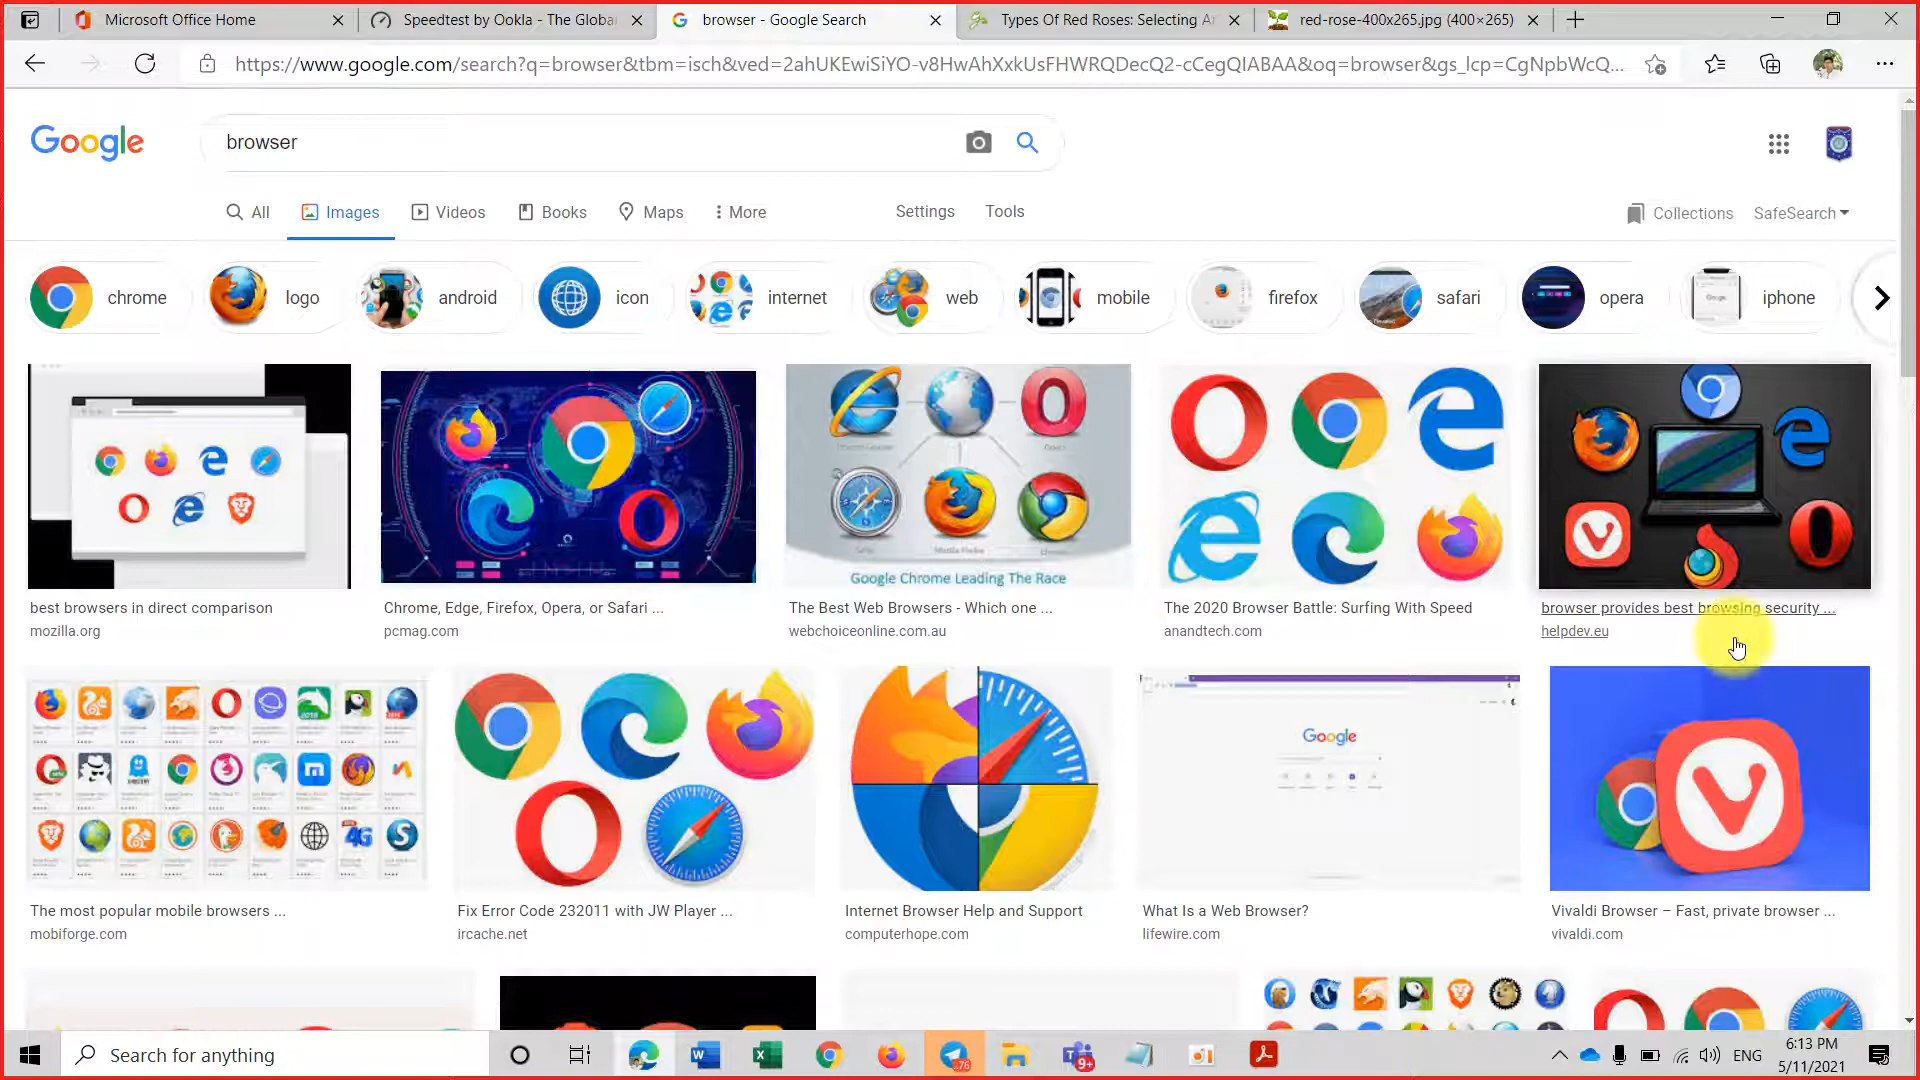 Microsoft Office Home
Speedtest by Ookla - The Global
browser - Google Search
Types Of Red Roses: Selecting
red-rose-400x265.jpg (400×265)
https://www.google.com/search?q=browser&tbm=isch&ved=2ahUKEwiSiYO-v8HwAhXxkUsFHWRQDecQ2-cCegQIABAA&oq=browser&gs_lcp=CgNpbWcQ...
Google
browser
All
Images
Videos
Books
Maps
More
Settings
Tools
Collections
SafeSearch
chrome
logo
android
icon
internet
web
mobile
firefox
safari
opera
iphone
Google Chrome Leading The Race
best browsers in direct comparison
mozilla.org
Chrome, Edge, Firefox, Opera, or Safari ...
pcmag.com
The Best Web Browsers - Which one ...
webchoiceonline.com.au
The 2020 Browser Battle: Surfing With Speed
anandtech.com
browser provides best browsing security ...
helpdev.eu
Google
The most popular mobile browsers ...
mobiforge.com
Fix Error Code 232011 with JW Player ...
ircache.net
Internet Browser Help and Support
computerhope.com
What Is a Web Browser?
lifewire.com
Vivaldi Browser – Fast, private browser ...
vivaldi.com
Search for anything
ENG
6:13 PM
5/11/2021